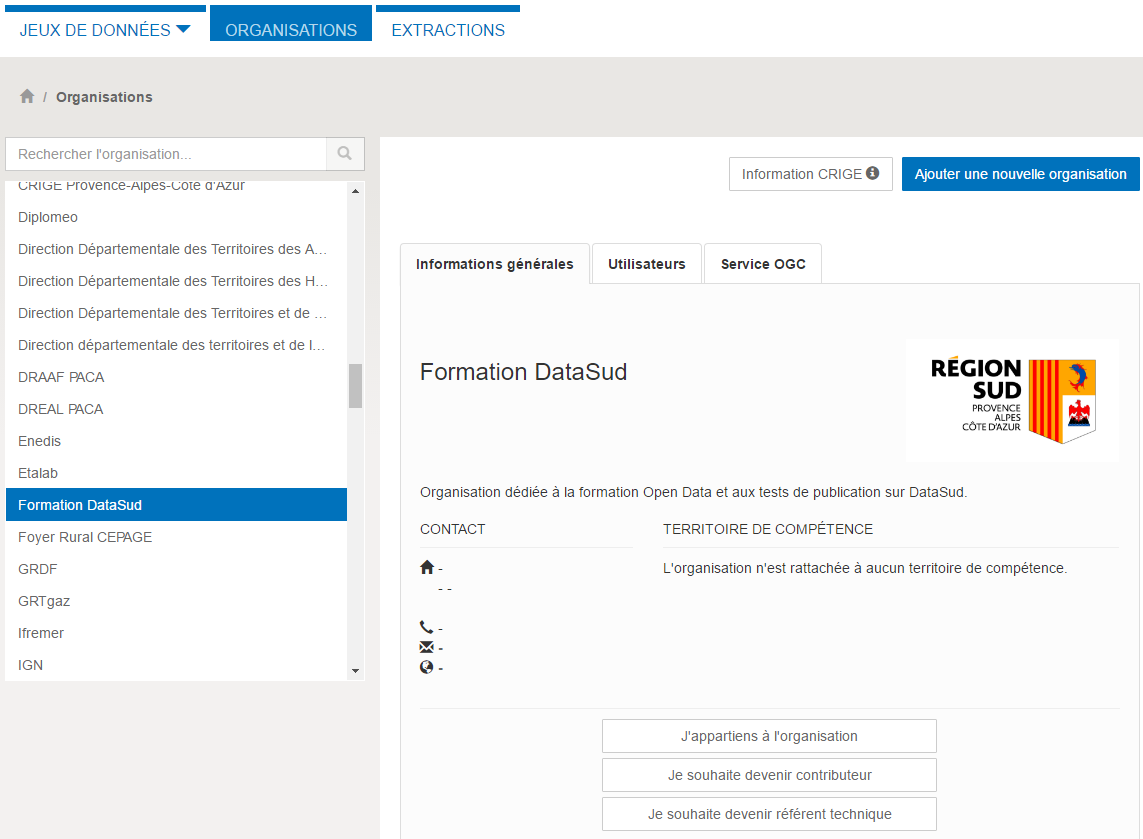 JEUX DE DONNÉES
ORGANISATIONS
EXTRACTIONS
/ Organisations
Rechercher l'organisation...
CRIGE Provence-Alpes-Côte d'Azur
Diplomeo
Direction Départementale des Territoires des A...
Direction Départementale des Territoires des H...
Direction Départementale des Territoires et de ...
Direction départementale des territoires et de l...
DRAAF PACA
DREAL PACA
Enedis
Etalab
Formation DataSud
Foyer Rural CEPAGE
GRDF
GRTgaz
Ifremer
IGN
Information CRIGE
Ajouter une nouvelle organisation
Informations générales
Utilisateurs
Service OGC
Formation DataSud
RÉGION
SUD
PROVENCE
ALPES
CÔTE D'AZUR
Organisation dédiée à la formation Open Data et aux tests de publication sur DataSud.
CONTACT
-
- -
-
-
-
TERRITOIRE DE COMPÉTENCE
L'organisation n'est rattachée à aucun territoire de compétence.
J'appartiens à l'organisation
Je souhaite devenir contributeur
Je souhaite devenir référent technique